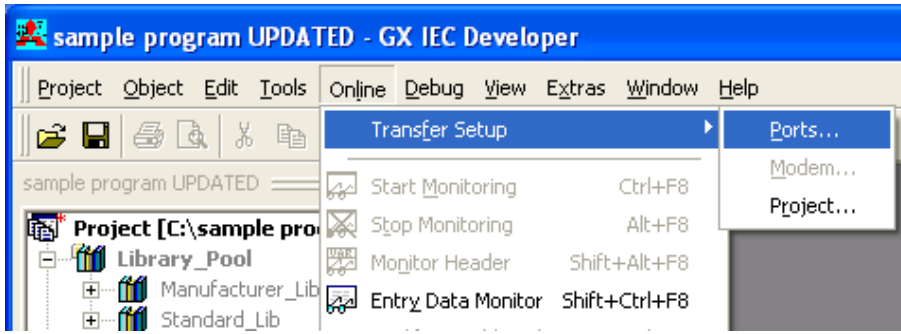 sample program UPDATED - GX IEC Developer
Project Object Edit Tools Online Debug View Extras Window Help
Transfer Setup
Ports...
Modem...
Project...
sample program UPDATED
Start Monitoring Ctrl+F8
Stop Monitoring Alt+F8
Monitor Header Shift+Alt+F8
Entry Data Monitor Shift+Ctrl+F8
Project [C:\sample pro
Library_Pool
Manufacturer_Lib
Standard_Lib